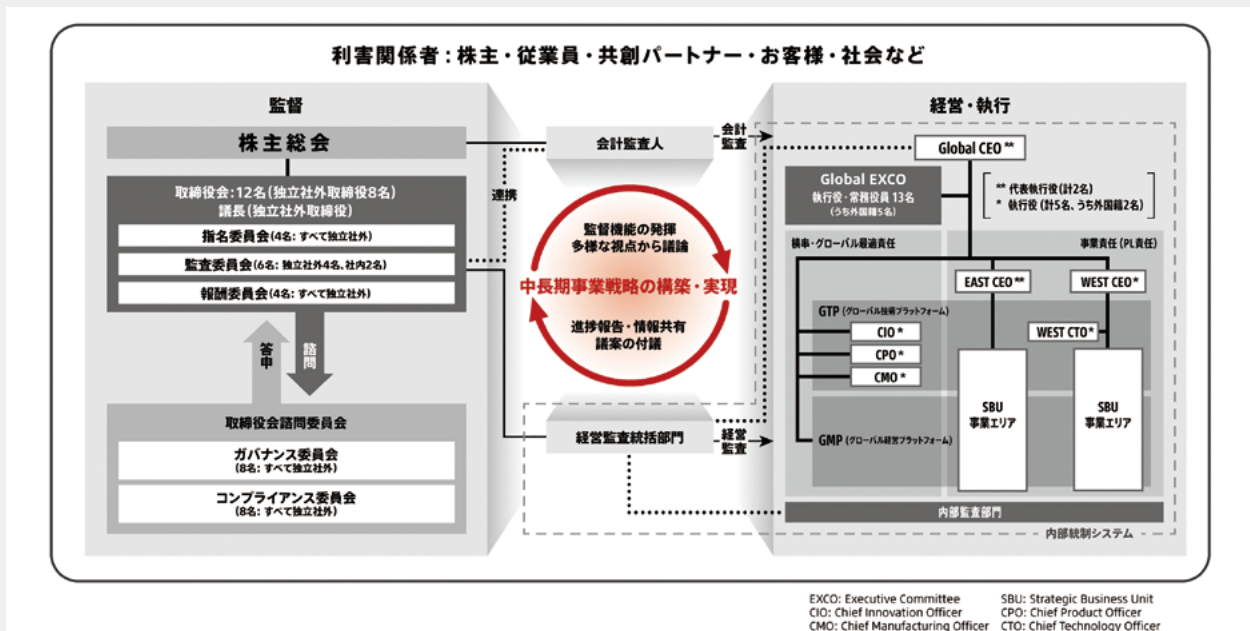 利害関係者：株主・従業員・共創パートナー・お客様・社会など
監督
株主総会
取締役会：12名(独立社外取締役8名)
議長(独立社外取締役)
指名委員会(4名: すべて独立社外)
監査委員会(6名: 独立社外4名、社内2名)
報酬委員会(4名: すべて独立社外)
答申
諮問
取締役会諮問委員会
ガバナンス委員会
(8名: すべて独立社外)
コンプライアンス委員会
(8名: すべて独立社外)
連携
会計監査人
会計
監査
監督機能の発揮
多様な視点から議論
中長期事業戦略の構築・実現
進捗報告・情報共有
議案の付議
経営監査統括部門
経営
監査
経営・執行
Global CEO **
Global EXCO
執行役・常務役員 13名
(うち外国籍5名)
** 代表執行役(計2名)
* 執行役 (計5名、うち外国籍2名)
横串・グローバル最適責任
事業責任 (PL責任)
EAST CEO **
WEST CEO *
GTP (グローバル技術プラットフォーム)
CIO *
CPO *
CMO *
WEST CTO *
SBU
事業エリア
SBU
事業エリア
GMP (グローバル経営プラットフォーム)
内部監査部門
内部統制システム
EXCO: Executive Committee
SBU: Strategic Business Unit
CIO: Chief Innovation Officer
CPO: Chief Product Officer
CMO: Chief Manufacturing Officer
CTO: Chief Technology Officer